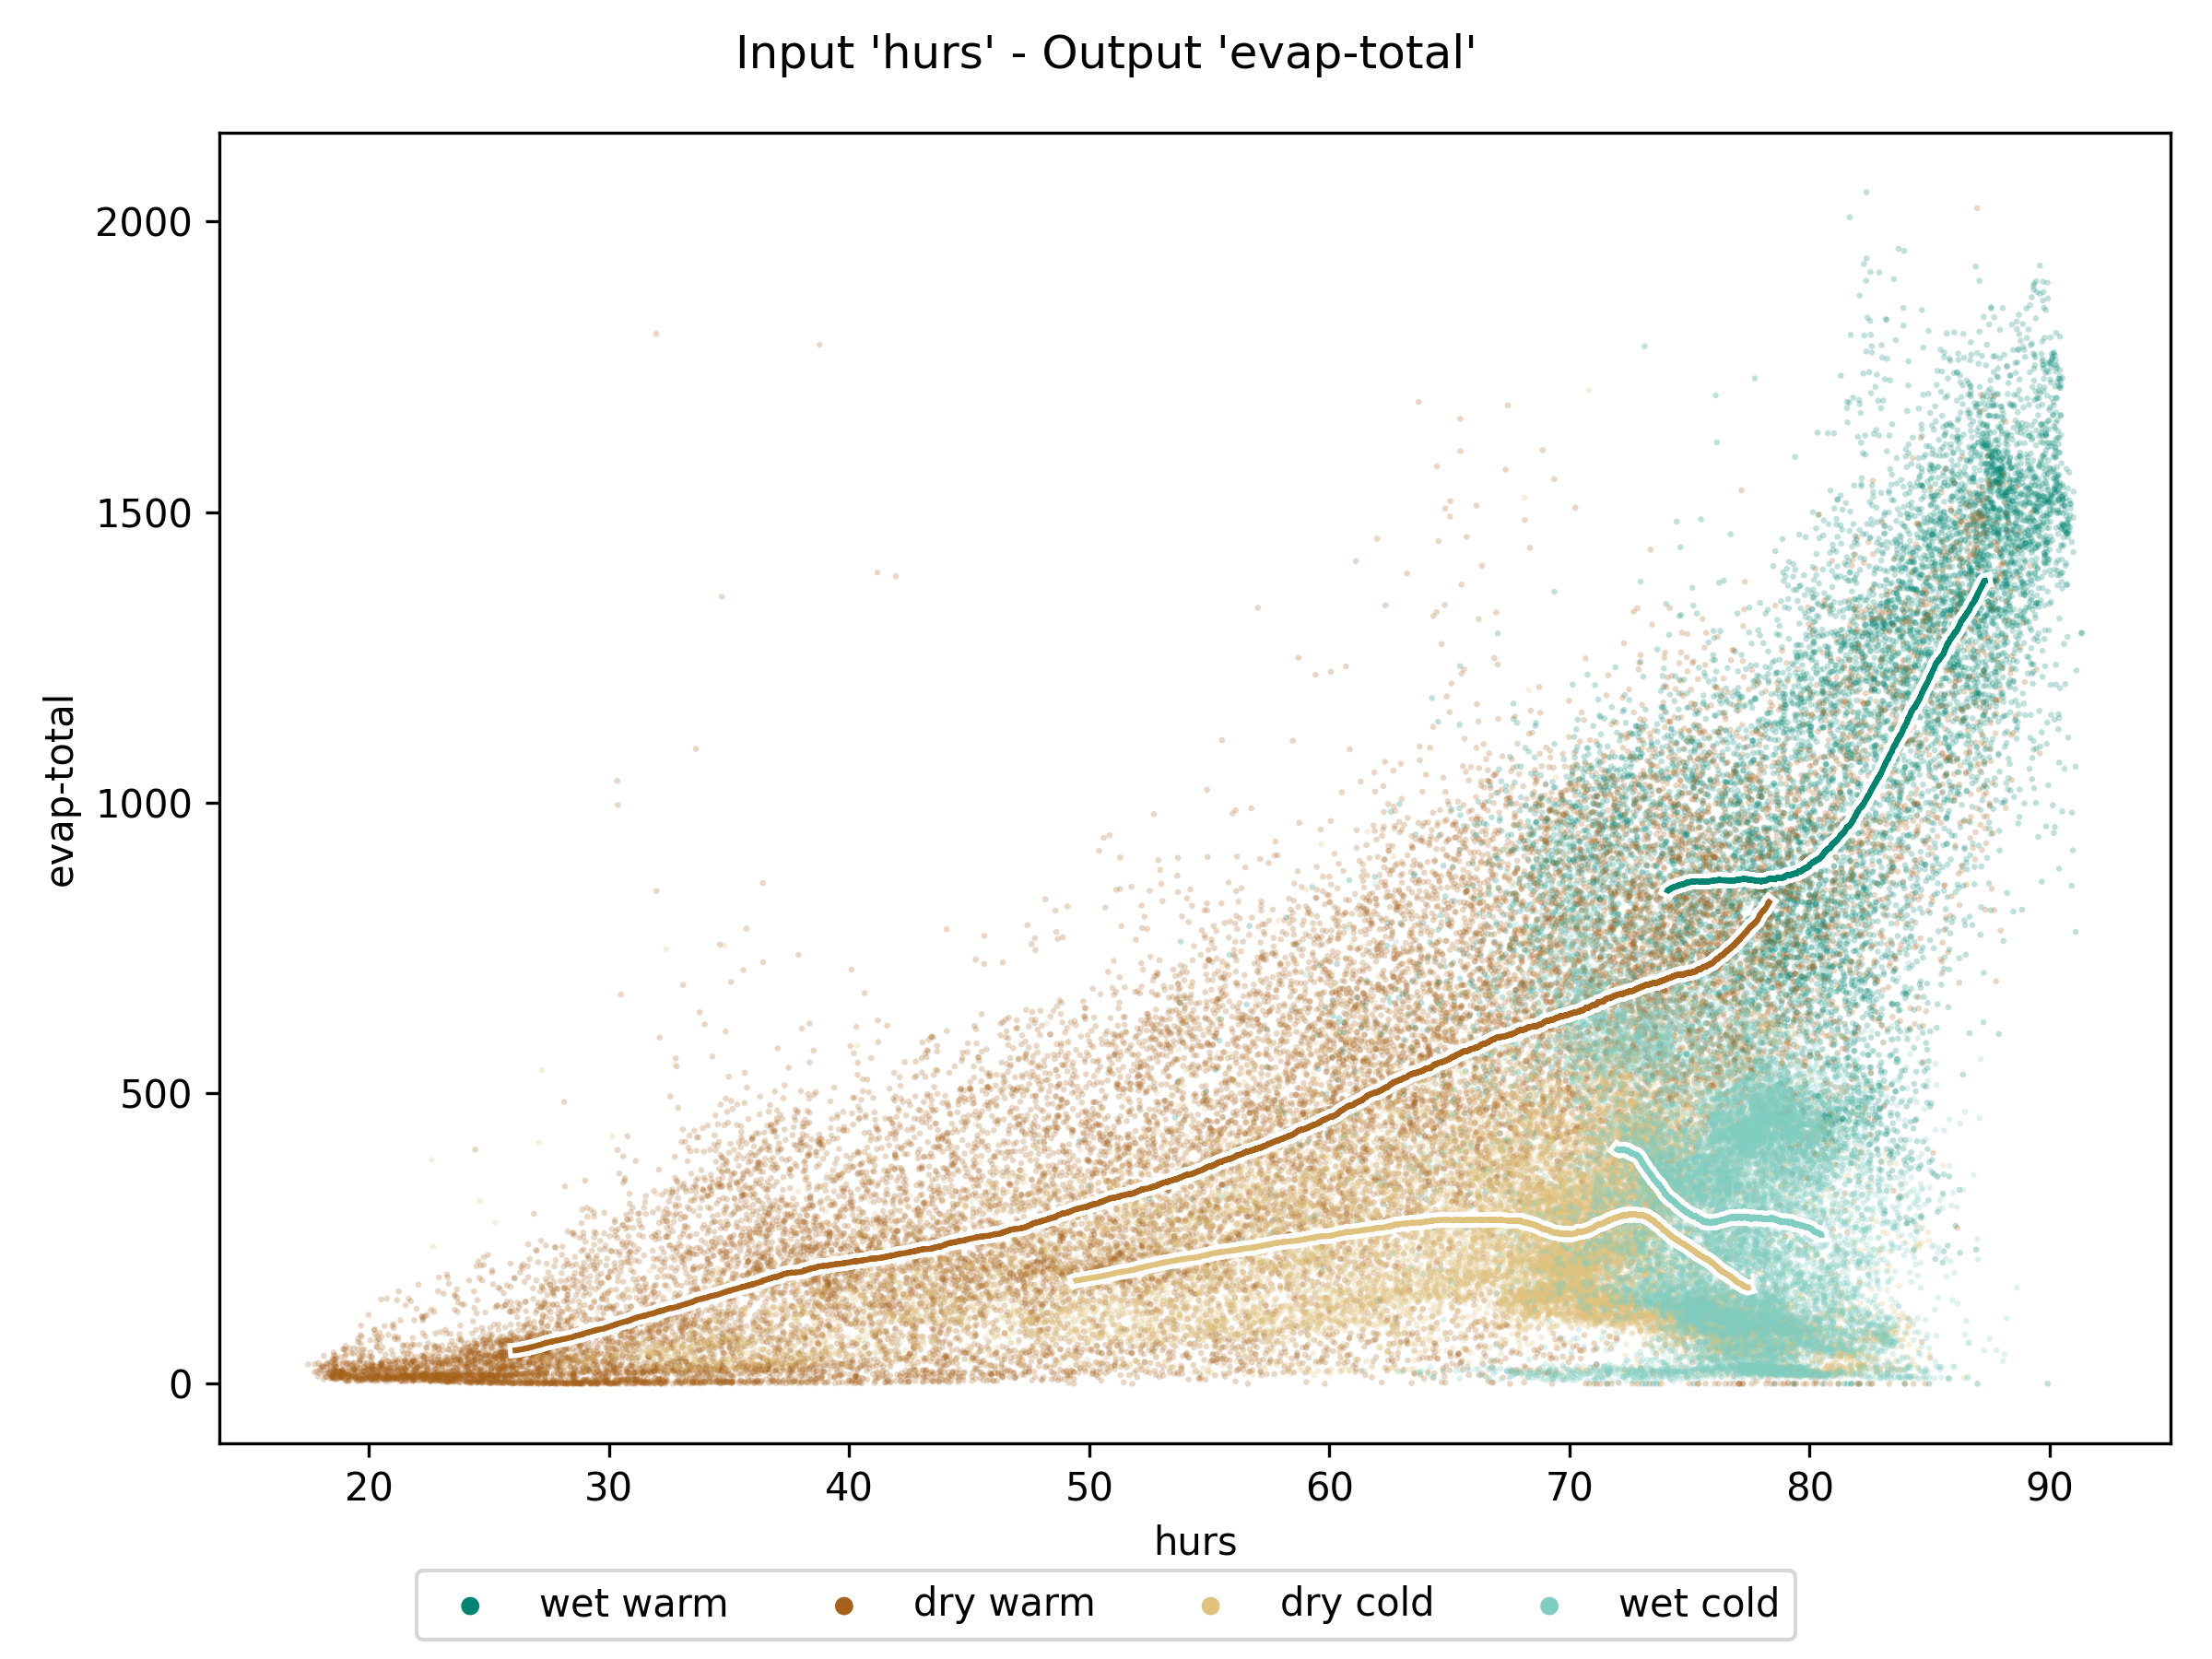 Input 'hurs' - Output 'evap-total'
2000
1500
1000
500
0
evap-total
20 30 40 50 60 70 80 90
hurs
wet warm dry warm dry cold wet cold